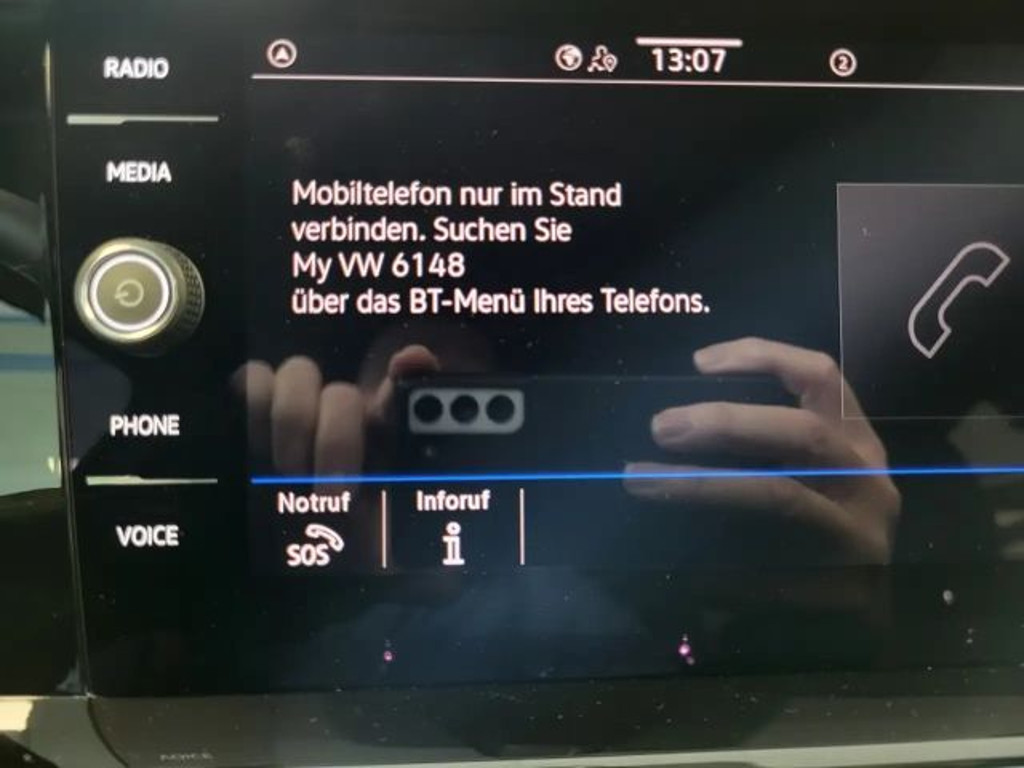 RADIO
13:07
2
MEDIA
Mobiltelefon nur im Stand
verbinden. Suchen Sie
My VW 6148
über das BT-Menü Ihres Telefons.
PHONE
Notruf
Inforuf
SOS
i
VOICE